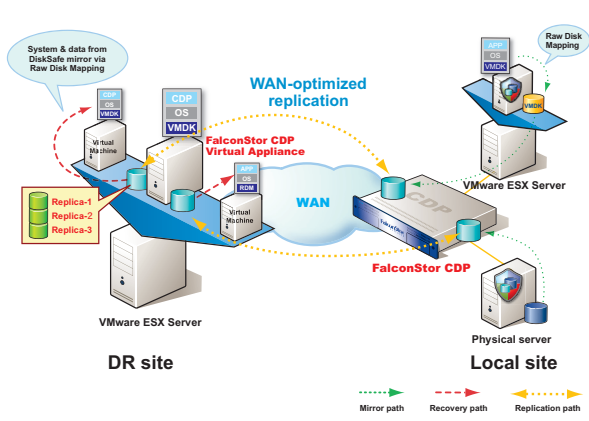 System & data from
DiskSafe mirror via
Raw Disk Mapping
CDP
OS
VMDK
Virtual
Machine
CDP
OS
VMDK
WAN-optimized
replication
FalconStor CDP
Virtual Appliance
APP
OS
RDM
Virtual
Machine
Replica-1
Replica-2
Replica-3
VMware ESX Server
DR site
WAN
CDP
FalconStor
FalconStor CDP
APP
OS
VMDK
Raw Disk
Mapping
VMDK
VMware ESX Server
Physical server
Local site
Mirror path
Recovery path
Replication path